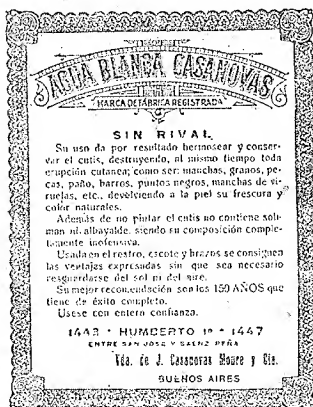 AGUA BLANCA CASANOVAS
MARCA DE FÁBRICA REGISTRADA
SIN RIVAL
Su uso da por resultado hermosear y conser-
var el cutis, destruyendo, al mismo tiempo toda
erupción cutanea; como ser: manchas, granos, pe-
cas, paño, barros, puntos negros, manchas de vi-
ruelas, etc., devolviendo a la piel su frescura y
color naturales.
Además de no pintar el cutis no contiene soli-
man ni albayalde, siendo su composición comple-
tamente inofensiva.
Usada en el rostro, escote y brazos se consiguen
las ventajas expresadas sin que sea necesario
resguardarse del sol ni del aire.
Su mejor recomendación son los 150 AÑOS que
tiene de éxito completo.
Usese con entera confianza.
1443 - HUMBERTO 1º - 1447
ENTRE SAN JOSE Y SAENZ PEÑA
Vda. de J. Casanovas Moure y Cia.
BUENOS AIRES